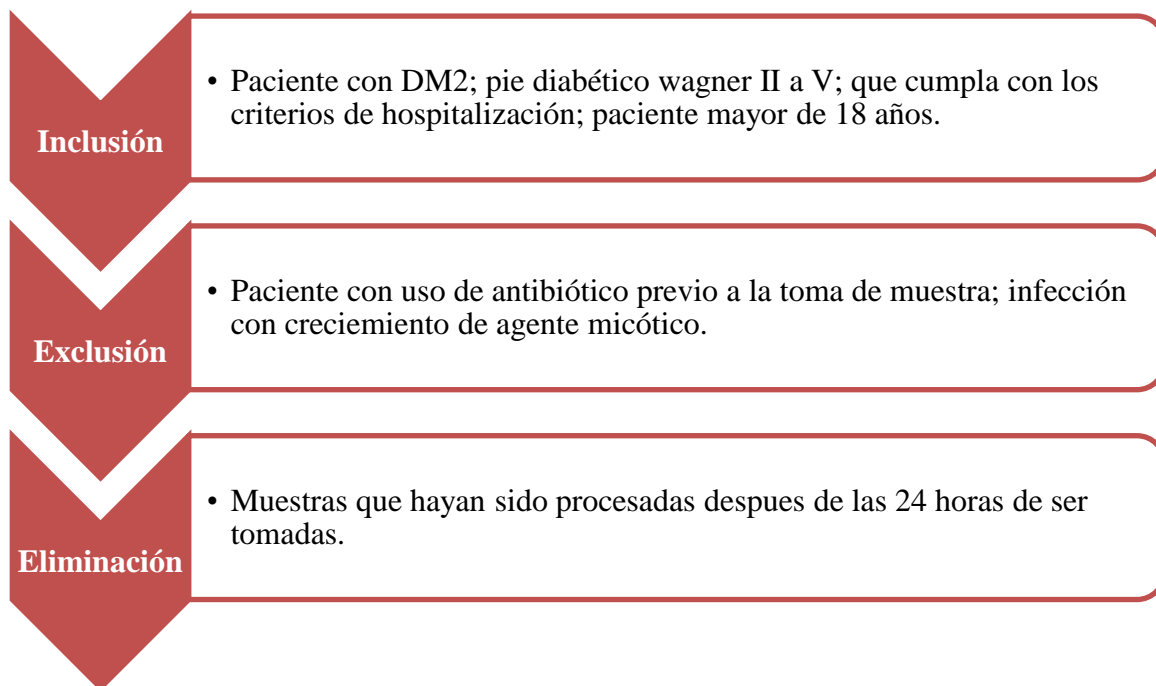 Inclusión
• Paciente con DM2; pie diabético wagner II a V; que cumpla con los
criterios de hospitalización; paciente mayor de 18 años.
Exclusión
• Paciente con uso de antibiótico previo a la toma de muestra; infección
con creciemiento de agente micótico.
Eliminación
• Muestras que hayan sido procesadas despues de las 24 horas de ser
tomadas.